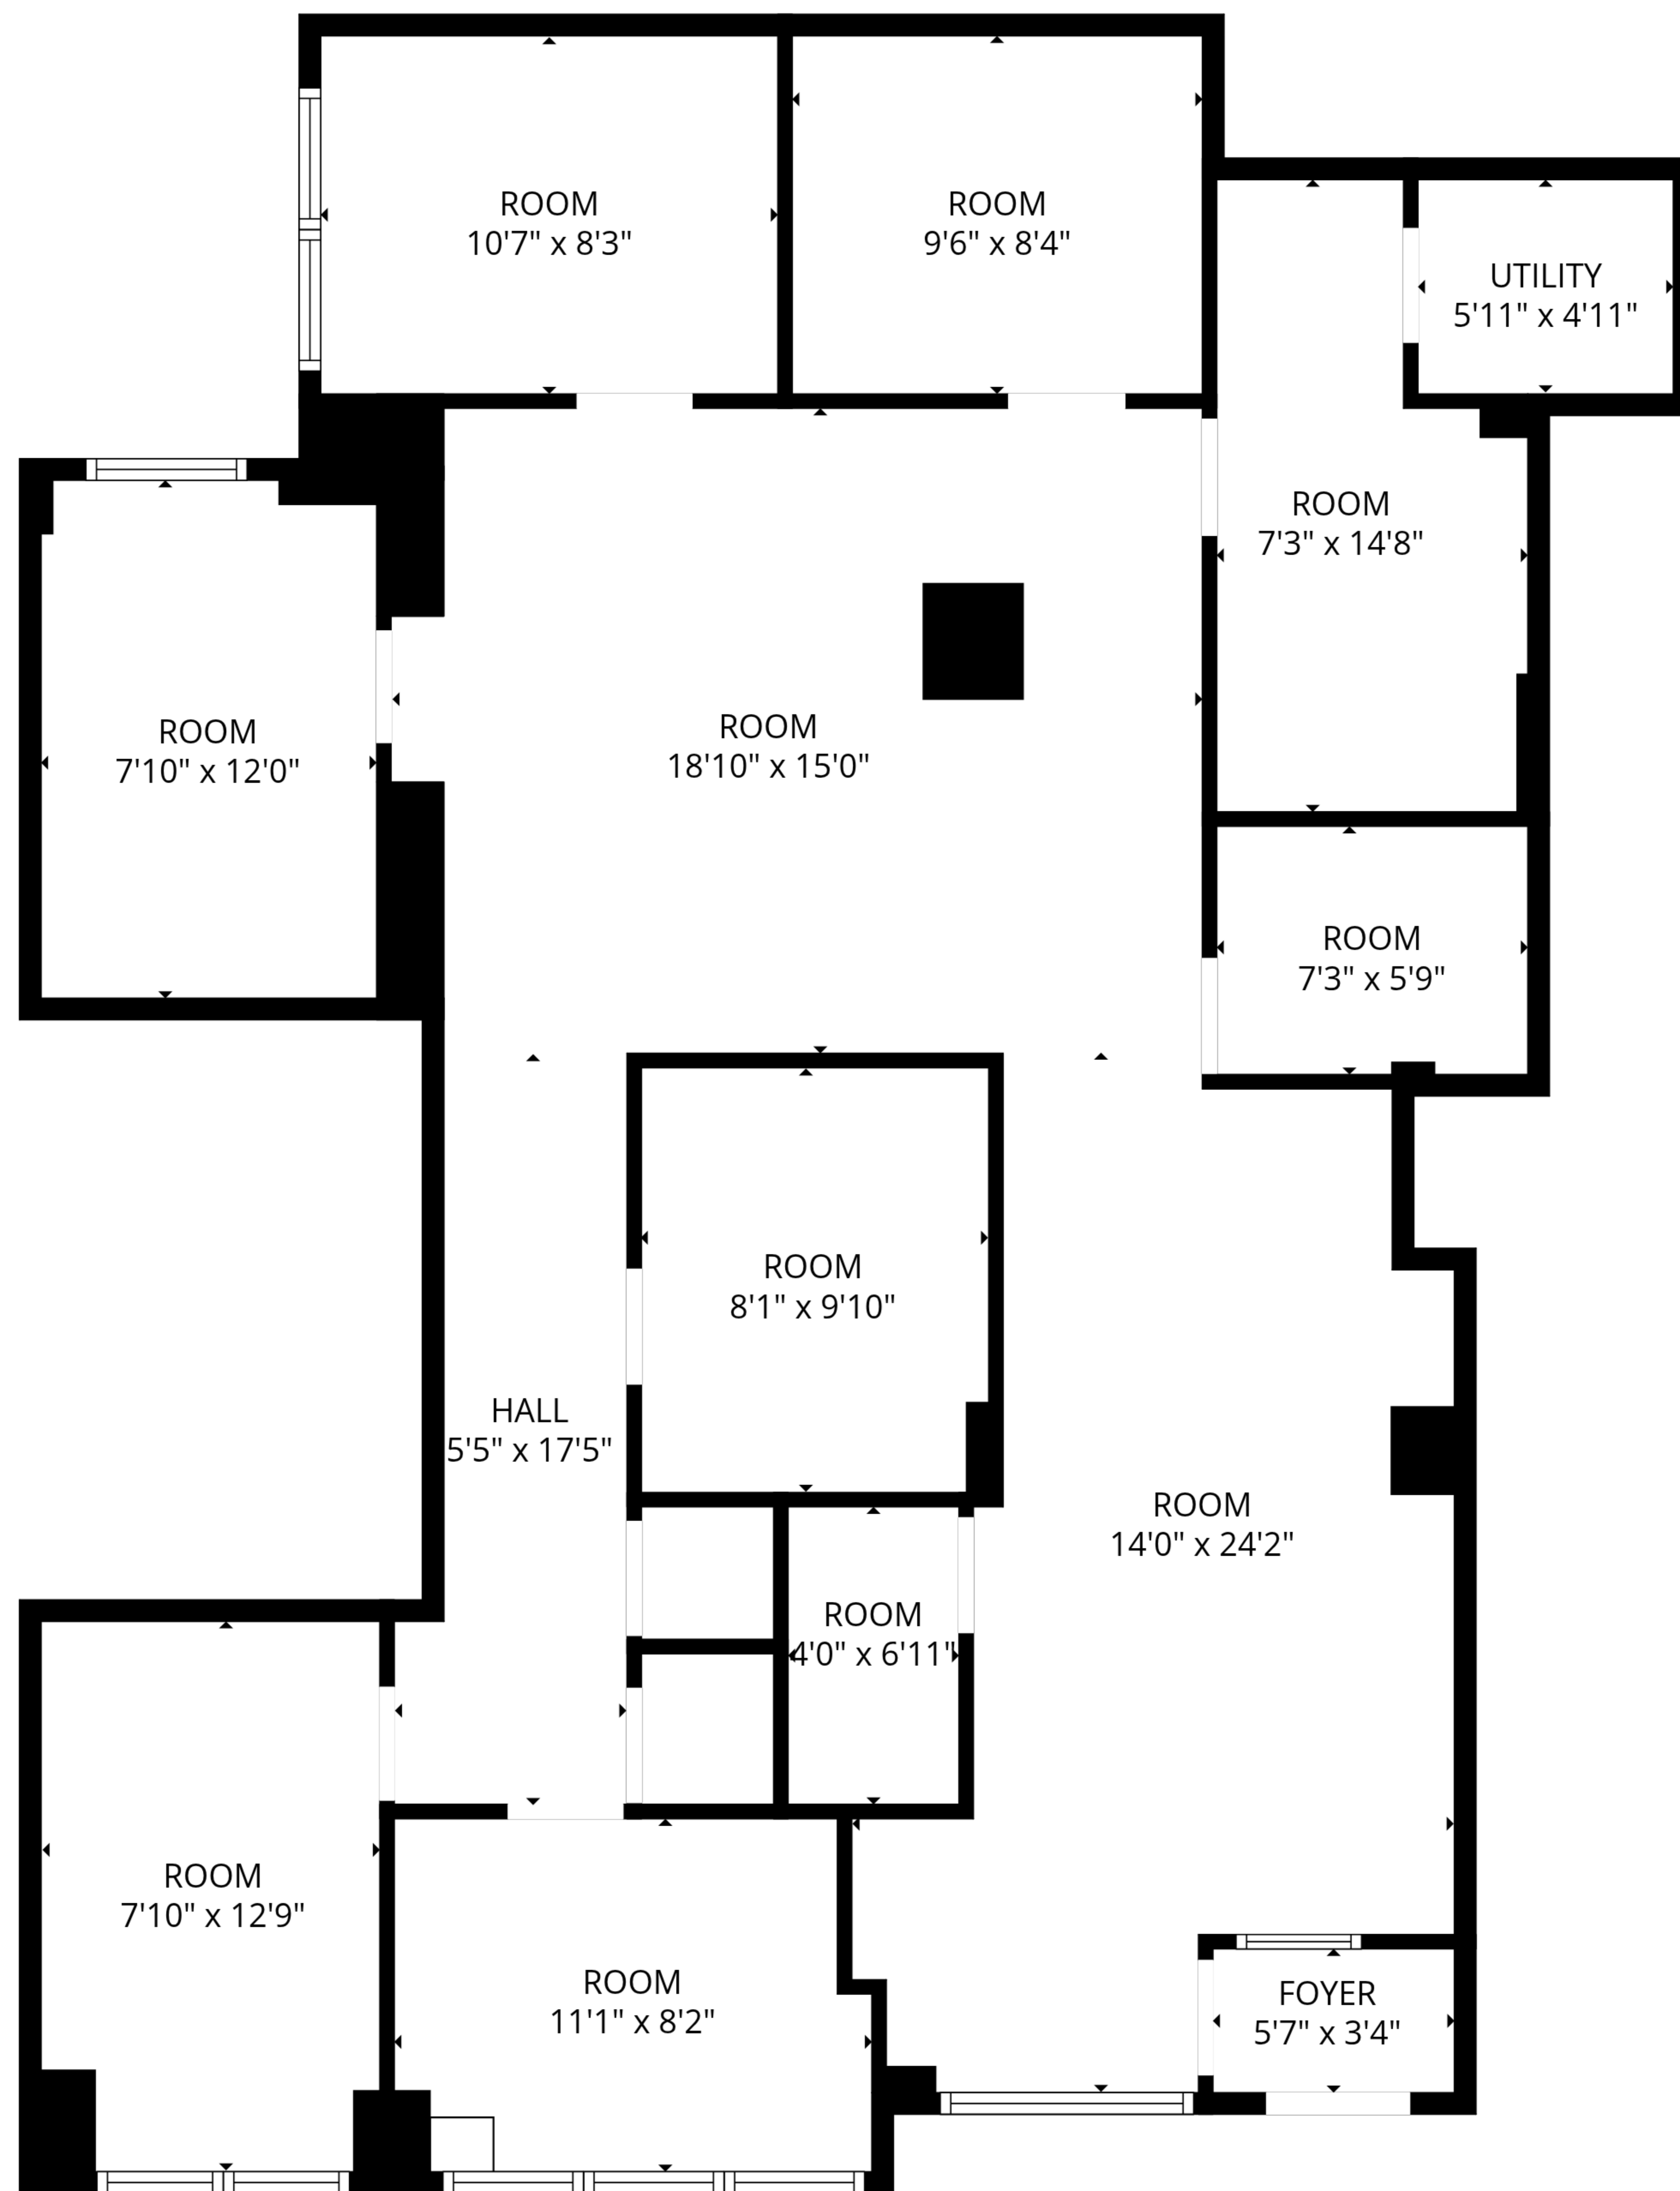 ROOM
10'7" x 8'3"
ROOM
9'6" x 8'4"
UTILITY
5'11" x 4'11"
ROOM
7'3" x 14'8"
ROOM
7'10" x 12'0"
ROOM
18'10" x 15'0"
ROOM
7'3" x 5'9"
ROOM
8'1" x 9'10"
HALL
5'5" x 17'5"
ROOM
14'0" x 24'2"
ROOM
4'0" x 6'11"
ROOM
7'10" x 12'9"
ROOM
11'1" x 8'2"
FOYER
5'7" x 3'4"